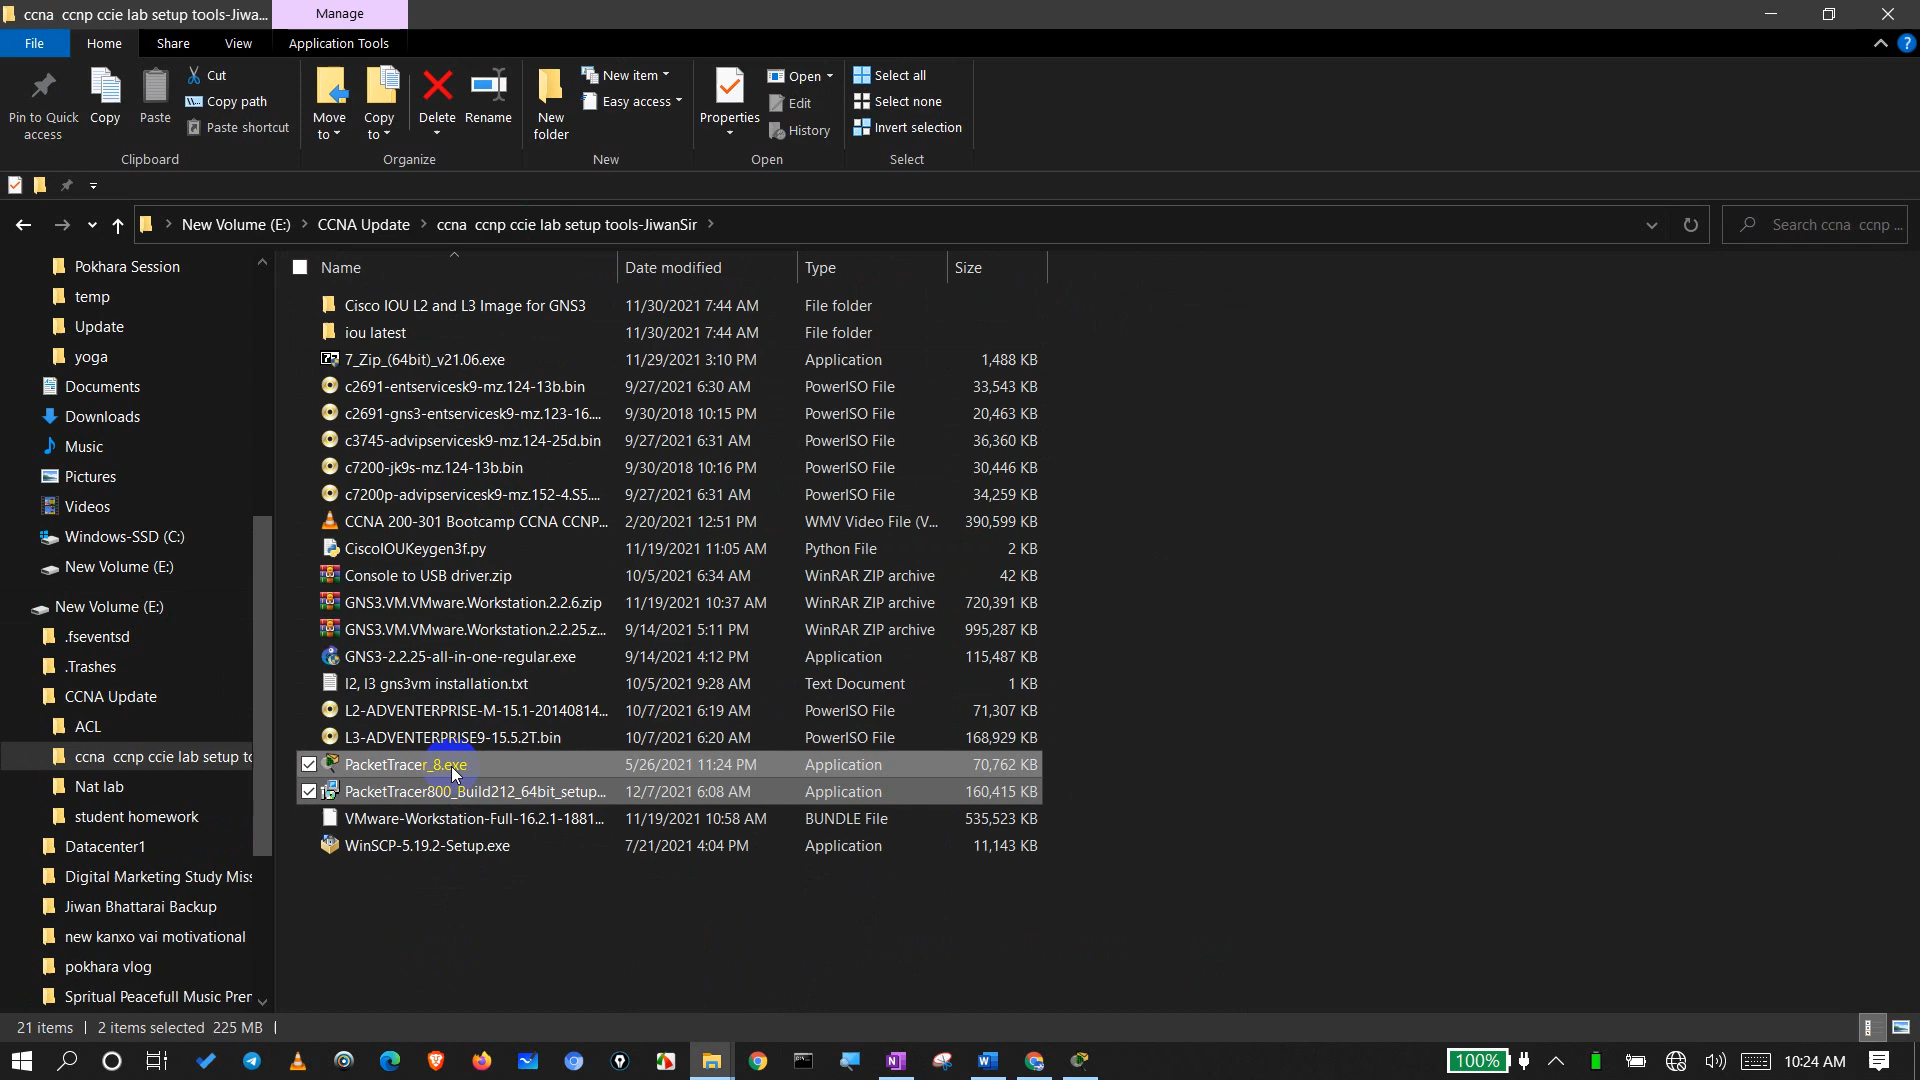 ccna  ccnp ccie lab setup tools-Jiwa...
Manage
File
Home
Share
View
Application Tools
Pin to Quick access
Copy
Paste
Cut
Copy path
Paste shortcut
Clipboard
Move to
Copy to
Delete
Rename
Organize
New folder
New item
Easy access
New
Properties
Open
Edit
History
Open
Select all
Select none
Invert selection
Select
New Volume (E:)
CCNA Update
ccna  ccnp ccie lab setup tools-JiwanSir
Search ccna  ccnp ...
Pokhara Session
temp
Update
yoga
Documents
Downloads
Music
Pictures
Videos
Windows-SSD (C:)
New Volume (E:)
New Volume (E:)
.fseventsd
.Trashes
CCNA Update
ACL
ccna  ccnp ccie lab setup to
Nat lab
student homework
Datacenter1
Digital Marketing Study Miss
Jiwan Bhattarai Backup
new kanxo vai motivational
pokhara vlog
Spritual Peacefull Music Prer
Name Date modified Type Size
Cisco IOU L2 and L3 Image for GNS3 11/30/2021 7:44 AM File folder
iou latest 11/30/2021 7:44 AM File folder
7_Zip_(64bit)_v21.06.exe 11/29/2021 3:10 PM Application 1,488 KB
c2691-entservicesk9-mz.124-13b.bin 9/27/2021 6:30 AM PowerISO File 33,543 KB
c2691-gns3-entservicesk9-mz.123-16.... 9/30/2018 10:15 PM PowerISO File 20,463 KB
c3745-advipservicesk9-mz.124-25d.bin 9/27/2021 6:31 AM PowerISO File 36,360 KB
c7200-jk9s-mz.124-13b.bin 9/30/2018 10:16 PM PowerISO File 30,446 KB
c7200p-advipservicesk9-mz.152-4.S5.... 9/27/2021 6:31 AM PowerISO File 34,259 KB
CCNA 200-301 Bootcamp CCNA CCNP... 2/20/2021 12:51 PM WMV Video File (V... 390,599 KB
CiscoIOUKeygen3f.py 11/19/2021 11:05 AM Python File 2 KB
Console to USB driver.zip 10/5/2021 6:34 AM WinRAR ZIP archive 42 KB
GNS3.VM.VMware.Workstation.2.2.6.zip 11/19/2021 10:37 AM WinRAR ZIP archive 720,391 KB
GNS3.VM.VMware.Workstation.2.2.25.z... 9/14/2021 5:11 PM WinRAR ZIP archive 995,287 KB
GNS3-2.2.25-all-in-one-regular.exe 9/14/2021 4:12 PM Application 115,487 KB
l2, l3 gns3vm installation.txt 10/5/2021 9:28 AM Text Document 1 KB
L2-ADVENTERPRISE-M-15.1-20140814... 10/7/2021 6:19 AM PowerISO File 71,307 KB
L3-ADVENTERPRISE9-15.5.2T.bin 10/7/2021 6:20 AM PowerISO File 168,929 KB
PacketTracer_8.exe 5/26/2021 11:24 PM Application 70,762 KB
PacketTracer800_Build212_64bit_setup... 12/7/2021 6:08 AM Application 160,415 KB
VMware-Workstation-Full-16.2.1-1881... 11/19/2021 10:58 AM BUNDLE File 535,523 KB
WinSCP-5.19.2-Setup.exe 7/21/2021 4:04 PM Application 11,143 KB
21 items 2 items selected 225 MB
100% 10:24 AM